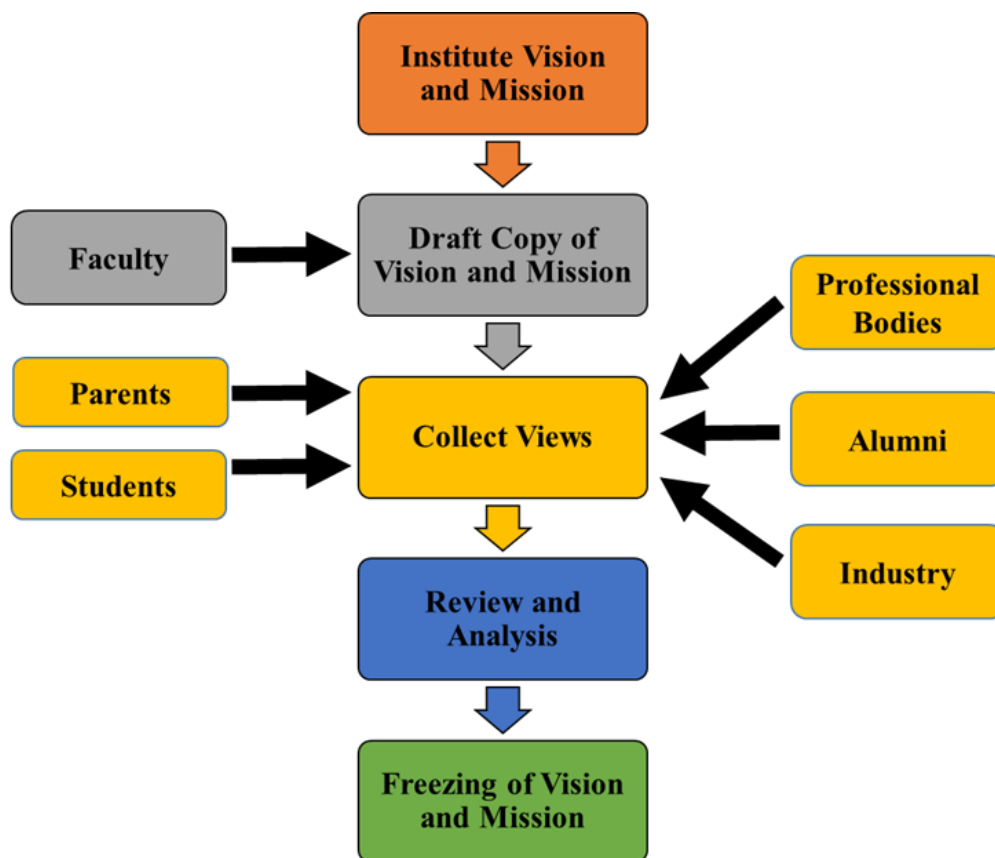 Institute Vision
and Mission
Faculty
Draft Copy of
Vision and Mission
Professional
Bodies
Parents
Students
Collect Views
Alumni
Industry
Review and
Analysis
Freezing of Vision
and Mission